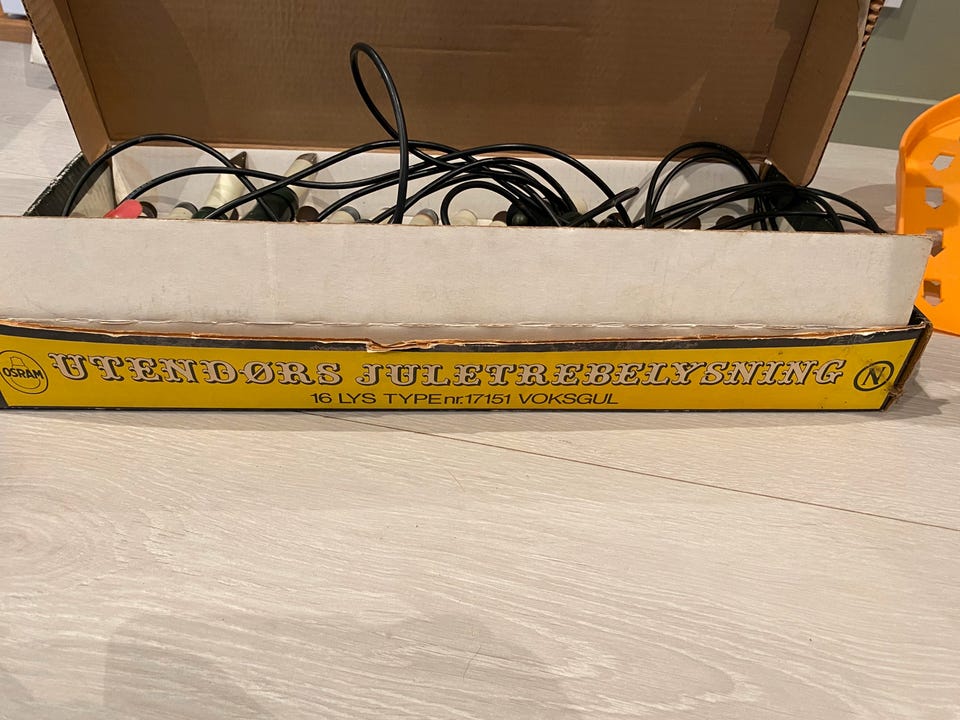 OSRAM
UTENDØRS JULETREBELYSNING
N
16 LYS TYPE nr. 17151 VOKSGUL